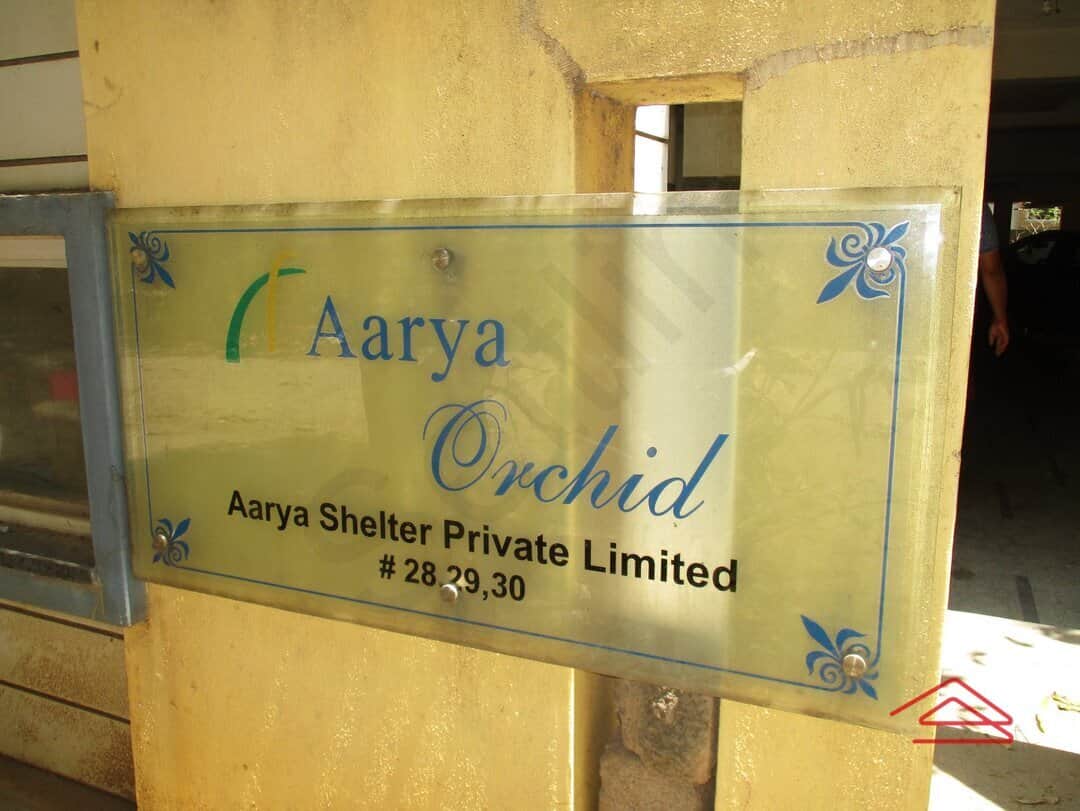 Aarya
Orchid
Aarya Shelter Private Limited
# 28,29,30